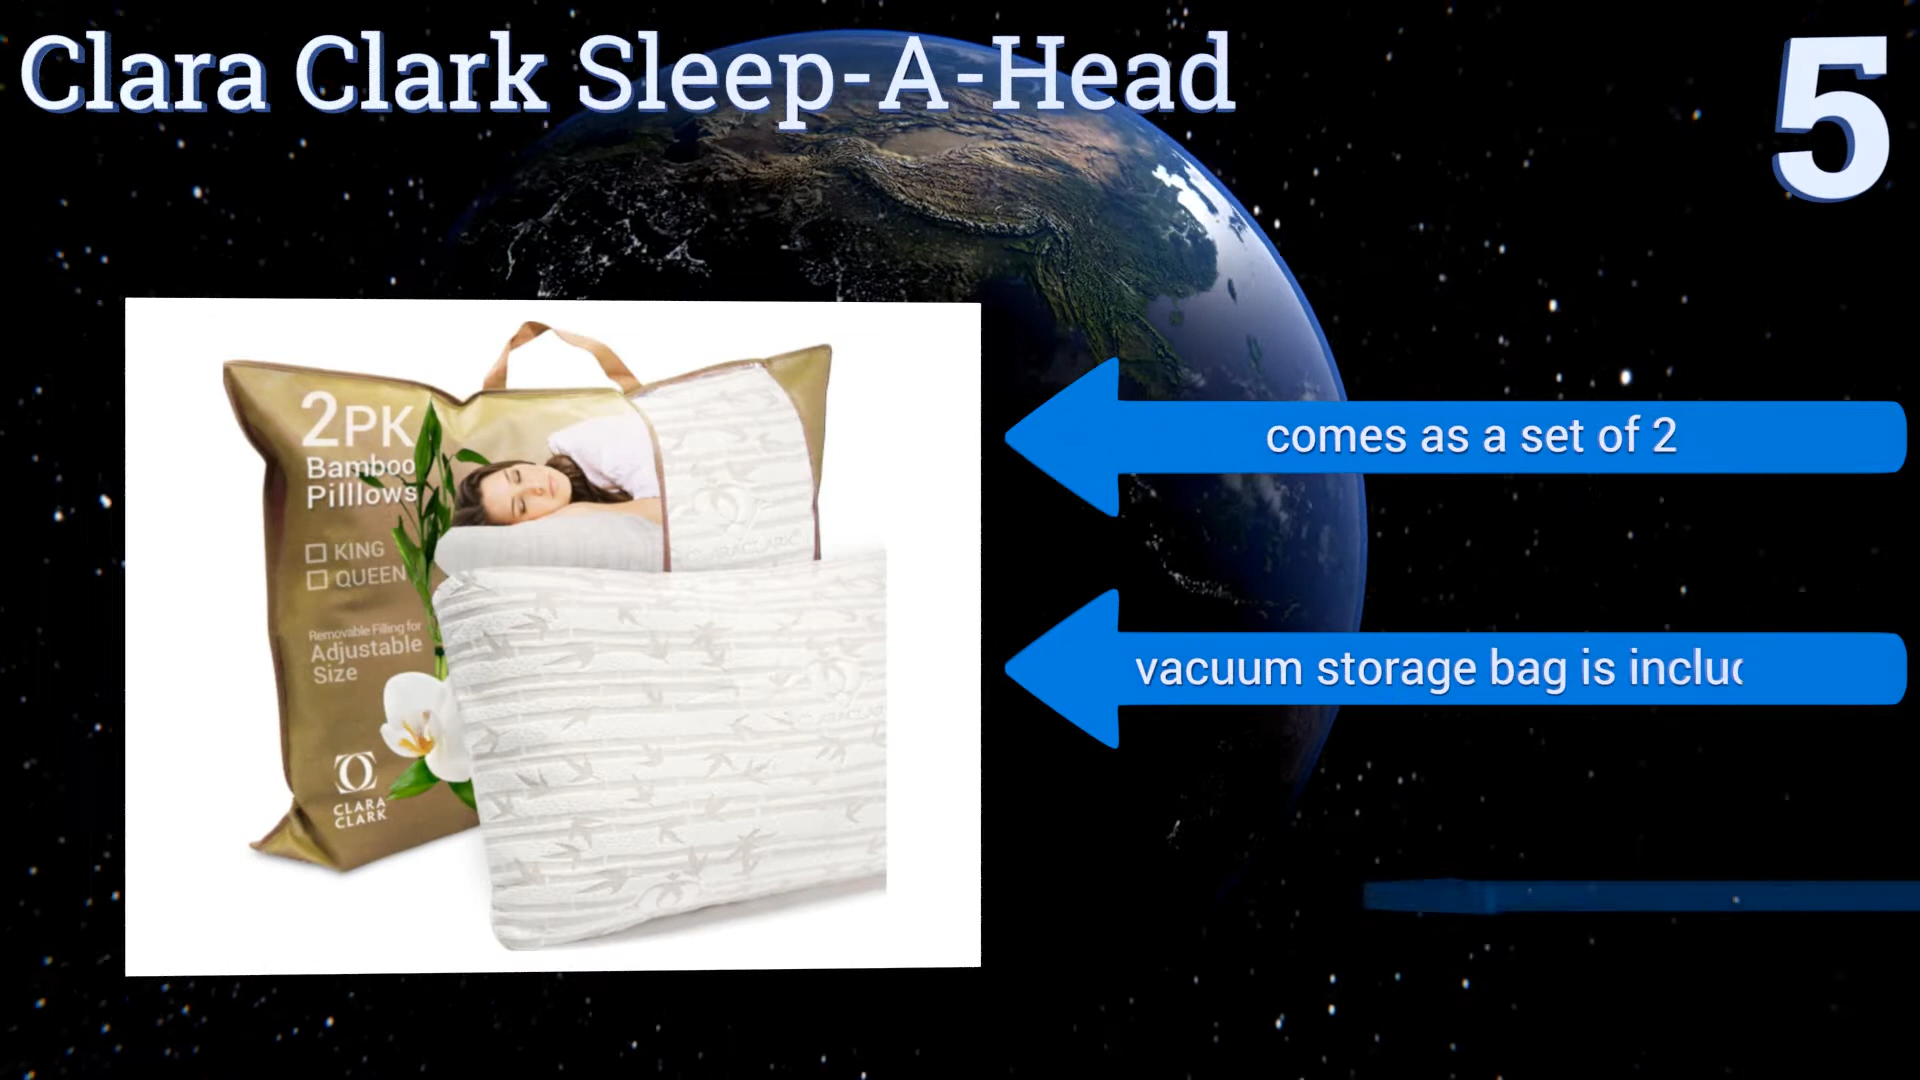 Clara Clark Sleep-A-Head
5
2PK
Bamboo
Pilllows
KING
QUEEN
Removable Filling for
Adjustable
Size
CLARA
CLARK
comes as a set of 2
vacuum storage bag is incluc